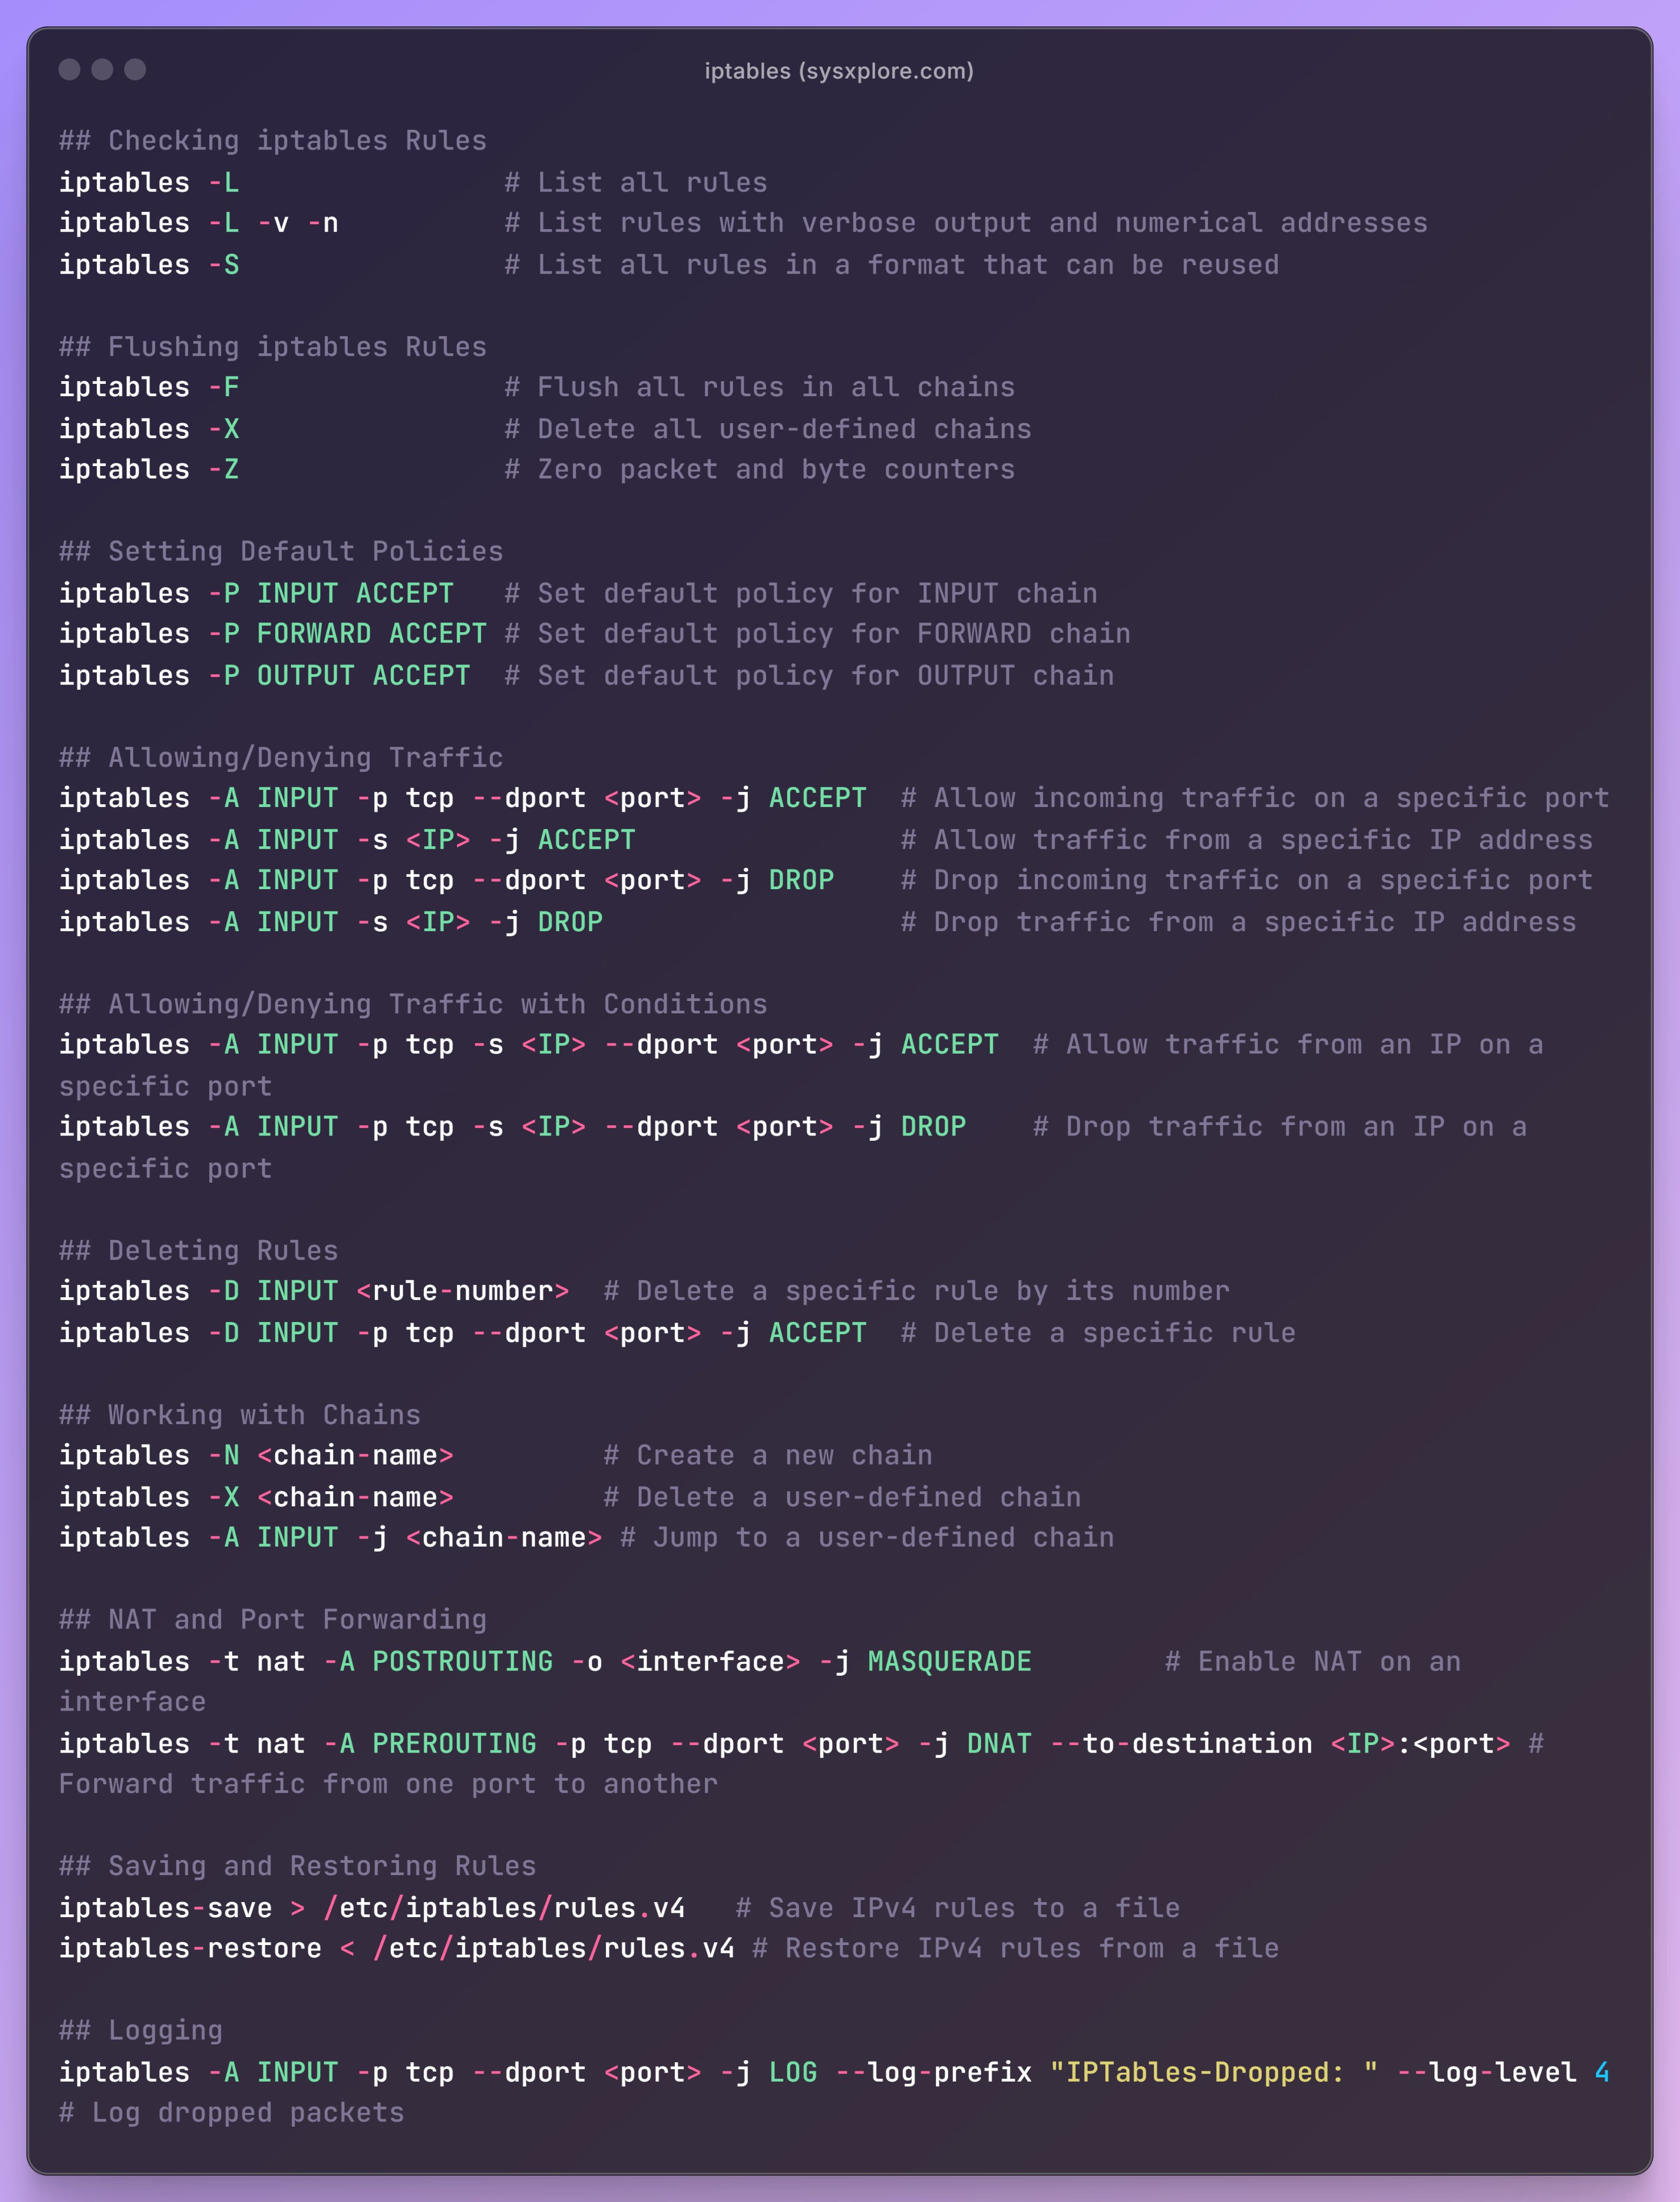 iptables (sysxplore.com)
## Checking iptables Rules
iptables -L                # List all rules
iptables -L -v -n          # List rules with verbose output and numerical addresses
iptables -S                # List all rules in a format that can be reused

## Flushing iptables Rules
iptables -F                # Flush all rules in all chains
iptables -X                # Delete all user-defined chains
iptables -Z                # Zero packet and byte counters

## Setting Default Policies
iptables -P INPUT ACCEPT   # Set default policy for INPUT chain
iptables -P FORWARD ACCEPT # Set default policy for FORWARD chain
iptables -P OUTPUT ACCEPT  # Set default policy for OUTPUT chain

## Allowing/Denying Traffic
iptables -A INPUT -p tcp --dport <port> -j ACCEPT  # Allow incoming traffic on a specific port
iptables -A INPUT -s <IP> -j ACCEPT                # Allow traffic from a specific IP address
iptables -A INPUT -p tcp --dport <port> -j DROP    # Drop incoming traffic on a specific port
iptables -A INPUT -s <IP> -j DROP                  # Drop traffic from a specific IP address

## Allowing/Denying Traffic with Conditions
iptables -A INPUT -p tcp -s <IP> --dport <port> -j ACCEPT  # Allow traffic from an IP on a
specific port
iptables -A INPUT -p tcp -s <IP> --dport <port> -j DROP    # Drop traffic from an IP on a
specific port

## Deleting Rules
iptables -D INPUT <rule-number>  # Delete a specific rule by its number
iptables -D INPUT -p tcp --dport <port> -j ACCEPT  # Delete a specific rule

## Working with Chains
iptables -N <chain-name>         # Create a new chain
iptables -X <chain-name>         # Delete a user-defined chain
iptables -A INPUT -j <chain-name> # Jump to a user-defined chain

## NAT and Port Forwarding
iptables -t nat -A POSTROUTING -o <interface> -j MASQUERADE        # Enable NAT on an
interface
iptables -t nat -A PREROUTING -p tcp --dport <port> -j DNAT --to-destination <IP>:<port> #
Forward traffic from one port to another

## Saving and Restoring Rules
iptables-save > /etc/iptables/rules.v4   # Save IPv4 rules to a file
iptables-restore < /etc/iptables/rules.v4 # Restore IPv4 rules from a file

## Logging
iptables -A INPUT -p tcp --dport <port> -j LOG --log-prefix "IPTables-Dropped: " --log-level 4
# Log dropped packets